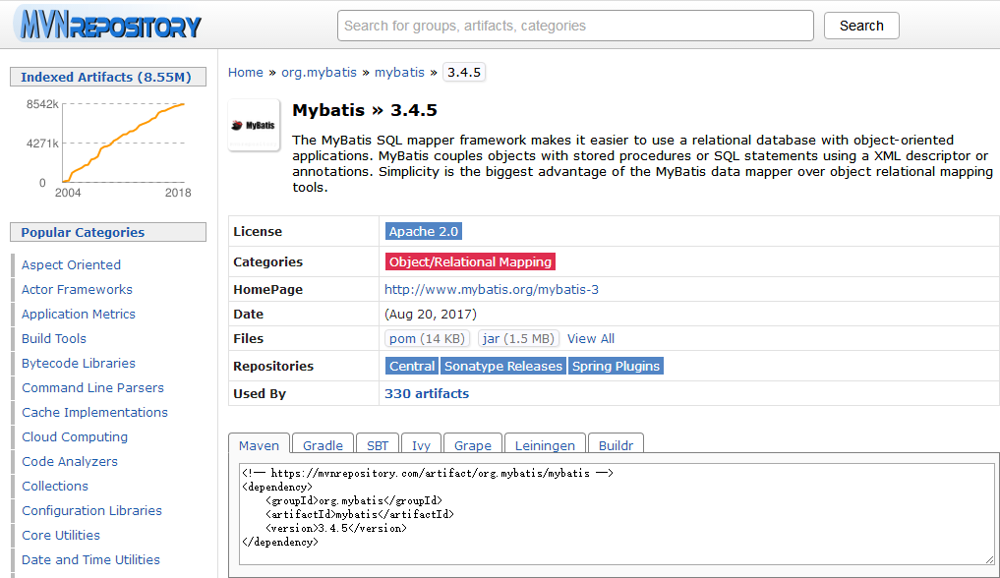 MVNREPOSITORY
Search for groups, artifacts, categories
Search
Indexed Artifacts (8.55M)
8542k
4271k
0
2004
2018
Popular Categories
Aspect Oriented
Actor Frameworks
Application Metrics
Build Tools
Bytecode Libraries
Command Line Parsers
Cache Implementations
Cloud Computing
Code Analyzers
Collections
Configuration Libraries
Core Utilities
Date and Time Utilities
Home » org.mybatis » mybatis » 3.4.5
MyBatis
Mybatis » 3.4.5
The MyBatis SQL mapper framework makes it easier to use a relational database with object-oriented
applications. MyBatis couples objects with stored procedures or SQL statements using a XML descriptor or
annotations. Simplicity is the biggest advantage of the MyBatis data mapper over object relational mapping
tools.
License Apache 2.0
Categories Object/Relational Mapping
HomePage http://www.mybatis.org/mybatis-3
Date (Aug 20, 2017)
Files pom (14 KB) jar (1.5 MB) View All
Repositories Central Sonatype Releases Spring Plugins
Used By 330 artifacts
Maven Gradle SBT Ivy Grape Leiningen Buildr
<!-- https://mvnrepository.com/artifact/org.mybatis/mybatis -->
<dependency>
    <groupId>org.mybatis</groupId>
    <artifactId>mybatis</artifactId>
    <version>3.4.5</version>
</dependency>